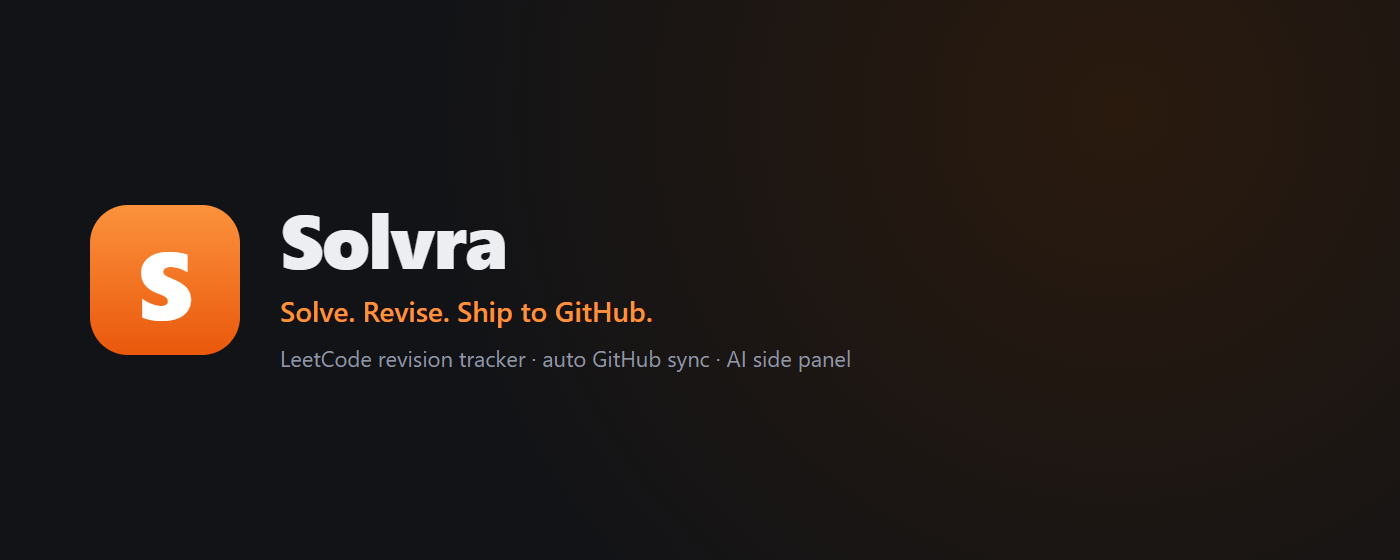 S
Solvra
Solve. Revise. Ship to GitHub.
LeetCode revision tracker · auto GitHub sync · AI side panel